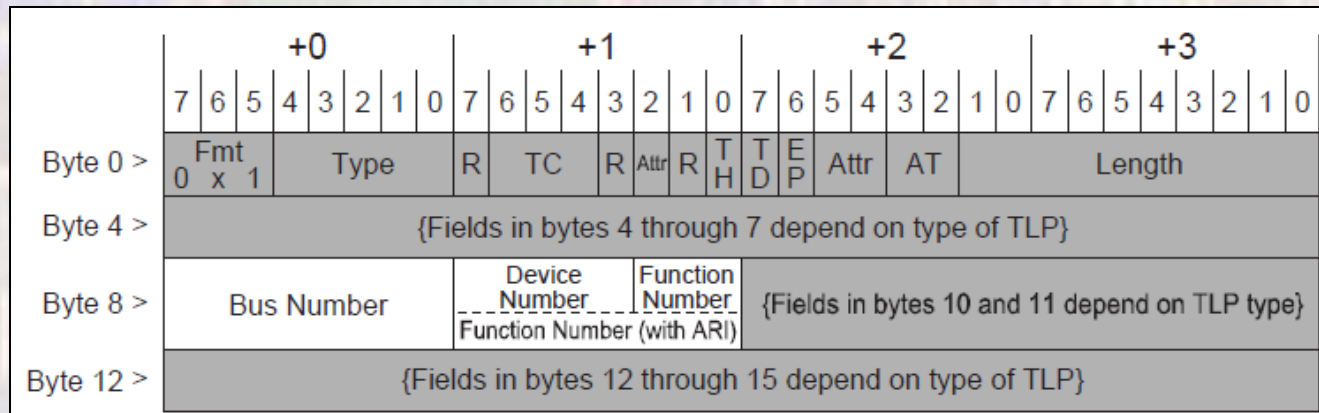 +0 +1 +2 +3
7 6 5 4 3 2 1 0 7 6 5 4 3 2 1 0 7 6 5 4 3 2 1 0 7 6 5 4 3 2 1 0
Byte 0 > Fmt 0 x 1 Type R TC R Attr R TH TD EP Attr AT Length
Byte 4 > {Fields in bytes 4 through 7 depend on type of TLP}
Byte 8 > Bus Number Device Number Function Number {Fields in bytes 10 and 11 depend on TLP type}
Function Number (with ARI)
Byte 12 > {Fields in bytes 12 through 15 depend on type of TLP}